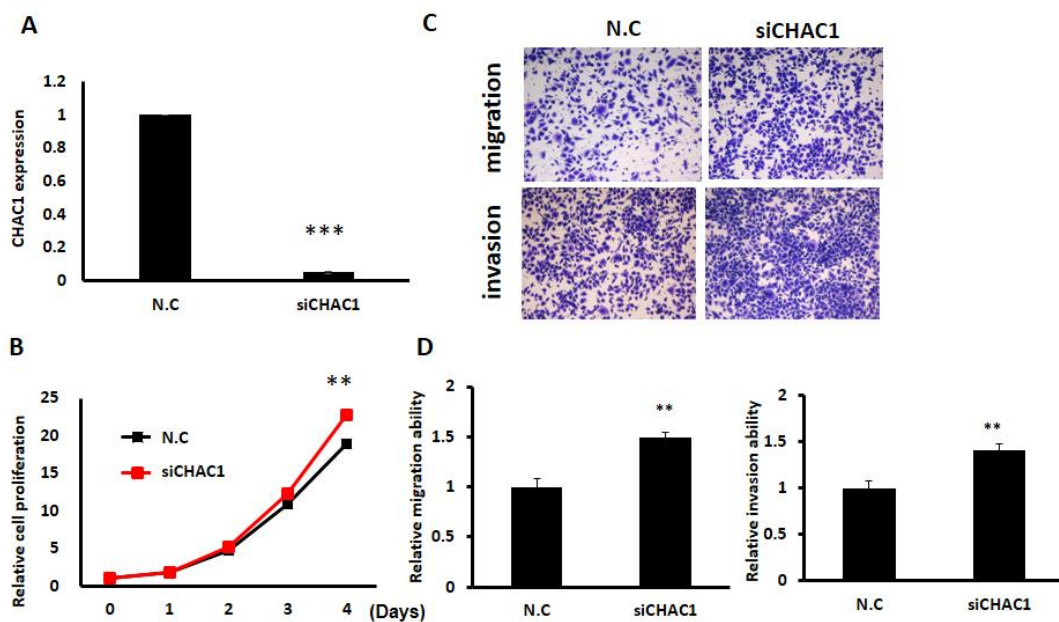 A
CHAC1 expression
1.2
1
0.8
0.6
0.4
0.2
0
***
N.C
siCHAC1
B
Relative cell proliferation
25
20
15
10
5
0
**
N.C
siCHAC1
0 1 2 3 4 (Days)
C
N.C siCHAC1
migration
invasion
D
Relative migration ability
2
1.5
1
0.5
0
**
N.C siCHAC1
Relative invasion ability
2
1.5
1
0.5
0
**
N.C siCHAC1